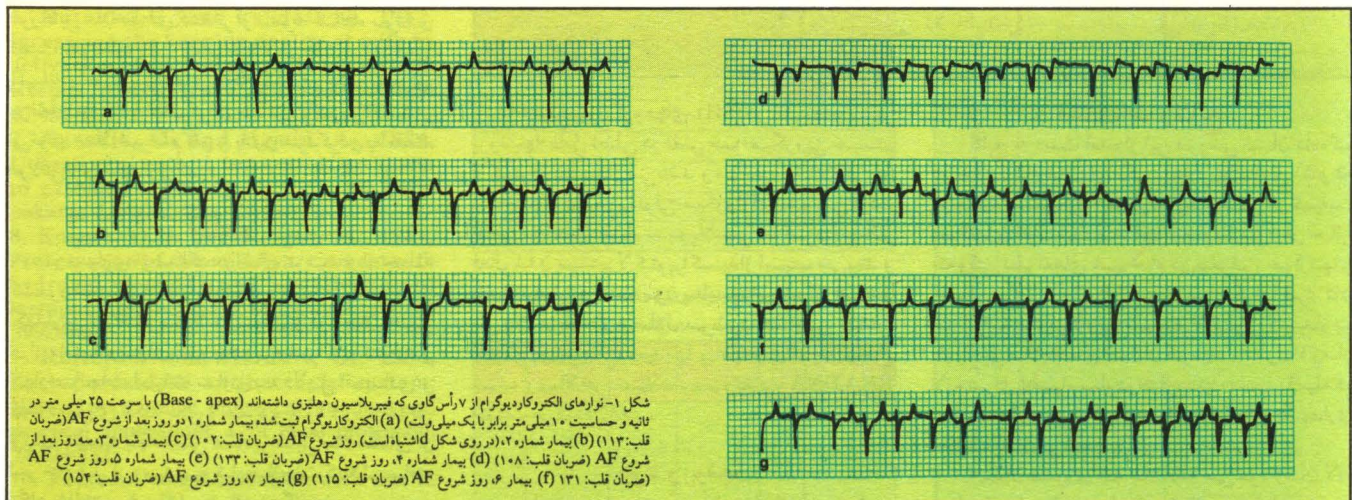 a
b
c
d
e
f
g
شکل ۱- نوارهای الکتروکاردیوگرام از ۷ رأس گاوی که فیبریلاسیون دهلیزی داشته‌اند (Base - apex) با سرعت ۲۵ میلی متر در
ثانیه و حساسیت ۱۰ میلی‌متر برابر با یک میلی‌ولت) (a) الکتروکاردیوگرام ثبت شده بیمار شماره ۱ دو روز بعد از شروع AF (ضربان
قلب: ۱۱۳) (b) بیمار شماره ۲، (در روی شکل d اشتباه است) روز شروع AF (ضربان قلب: ۱۰۲) (c) بیمار شماره ۳، سه روز بعد از
شروع AF (ضربان قلب: ۱۰۸) (d) بیمار شماره ۴، روز شروع AF (ضربان قلب: ۱۳۳) (e) بیمار شماره ۵، روز شروع AF
(ضربان قلب: ۱۳۱) (f) بیمار ۶، روز شروع AF (ضربان قلب: ۱۱۵) (g) بیمار ۷، روز شروع AF (ضربان قلب: ۱۵۴)